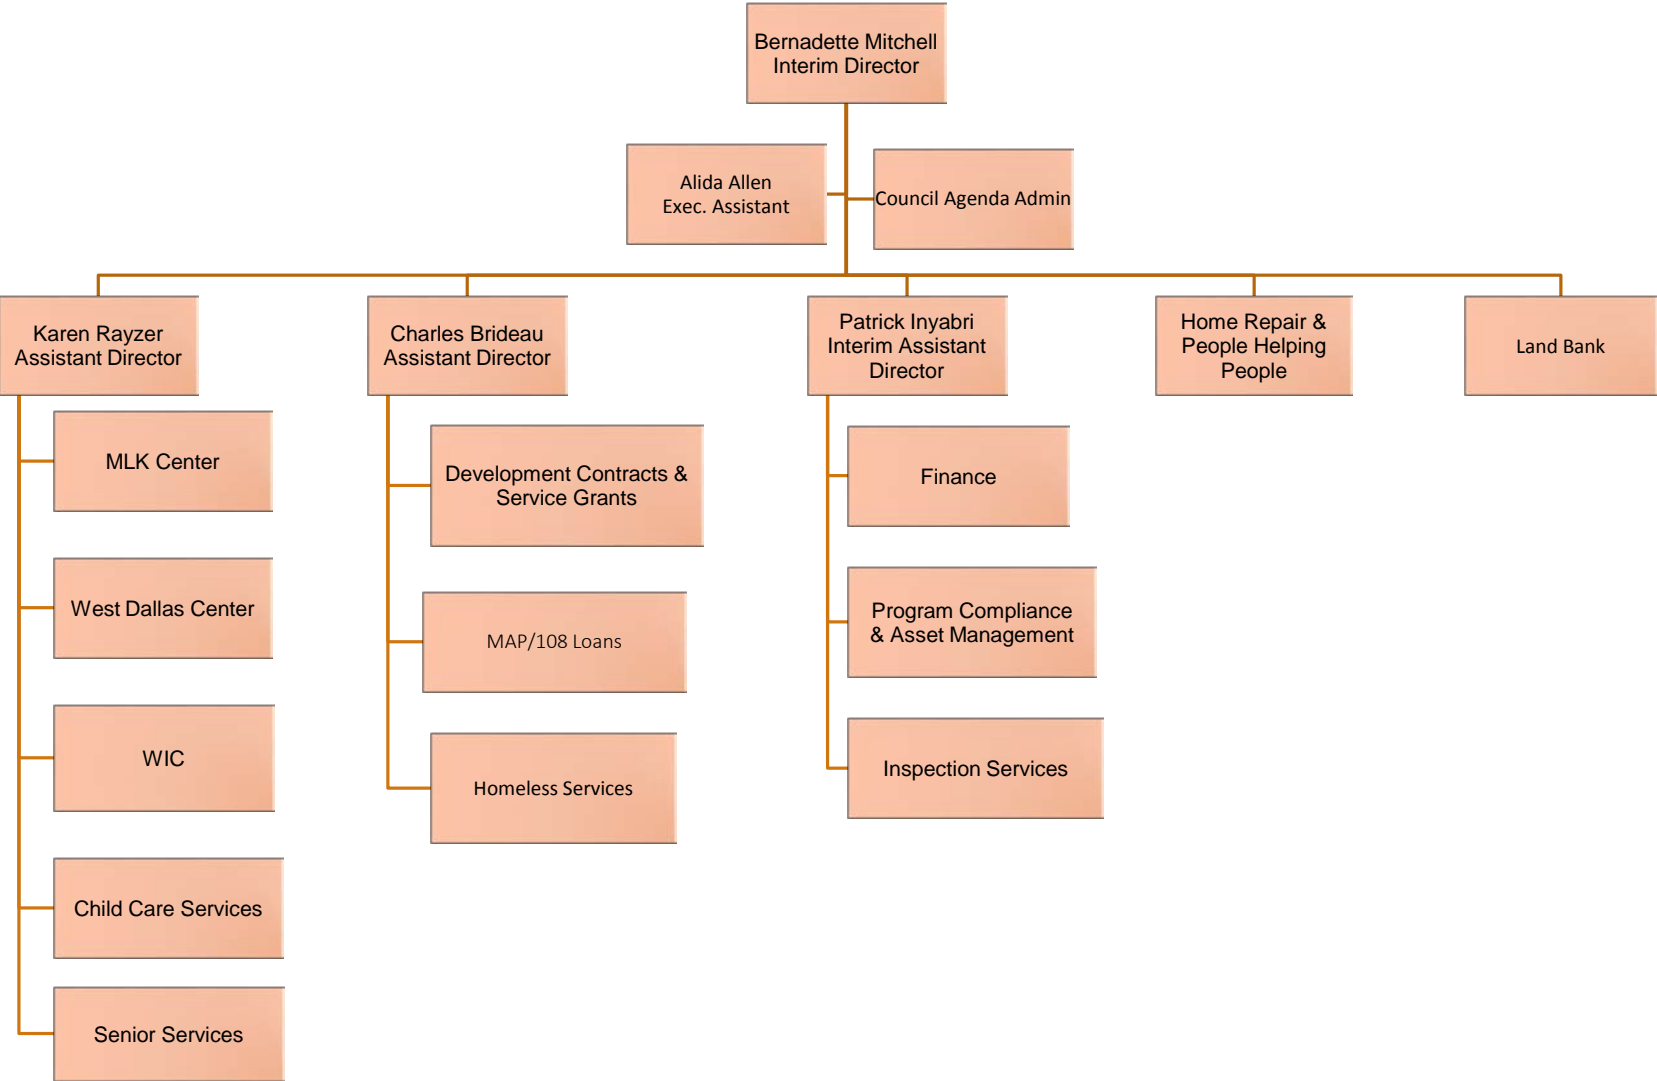 Bernadette Mitchell
Interim Director
Alida Allen
Exec. Assistant
Council Agenda Admin
Karen Rayzer
Assistant Director
Charles Brideau
Assistant Director
Patrick Inyabri
Interim Assistant
Director
Home Repair &
People Helping
People
Land Bank
MLK Center
West Dallas Center
WIC
Child Care Services
Senior Services
Development Contracts &
Service Grants
MAP/108 Loans
Homeless Services
Finance
Program Compliance
& Asset Management
Inspection Services